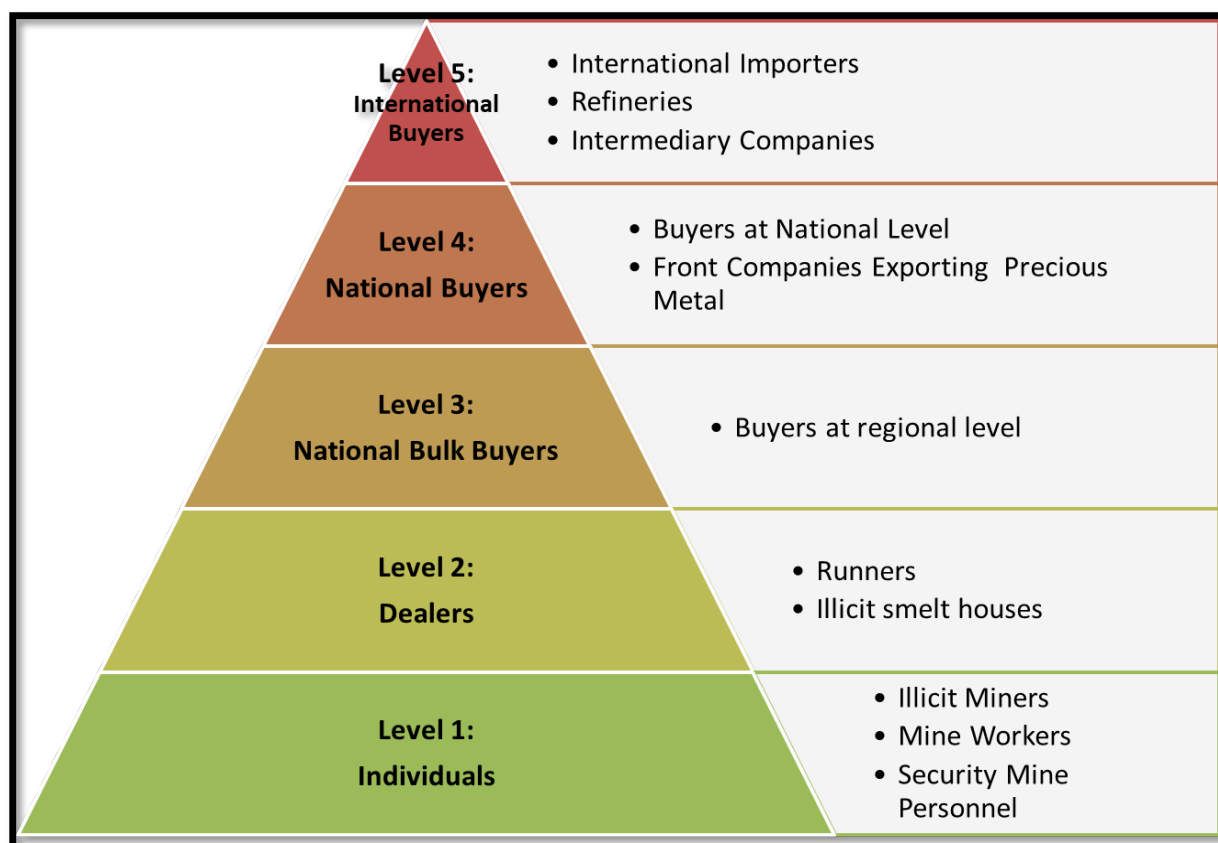 Level 5:
International
Buyers
• International Importers
• Refineries
• Intermediary Companies
Level 4:
National Buyers
• Buyers at National Level
• Front Companies Exporting Precious
Metal
Level 3:
National Bulk Buyers
• Buyers at regional level
Level 2:
Dealers
• Runners
• Illicit smelt houses
Level 1:
Individuals
• Illicit Miners
• Mine Workers
• Security Mine
Personnel